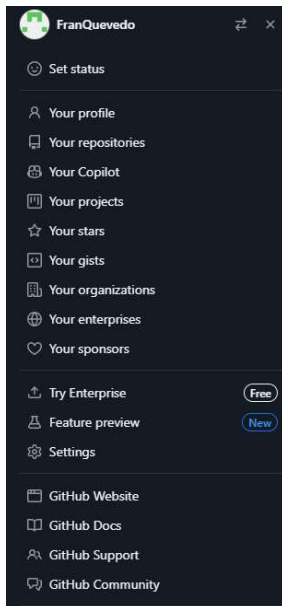 FranQuevedo
Set status
Your profile
Your repositories
Your Copilot
Your projects
Your stars
Your gists
Your organizations
Your enterprises
Your sponsors
Try Enterprise Free
Feature preview New
Settings
GitHub Website
GitHub Docs
GitHub Support
GitHub Community